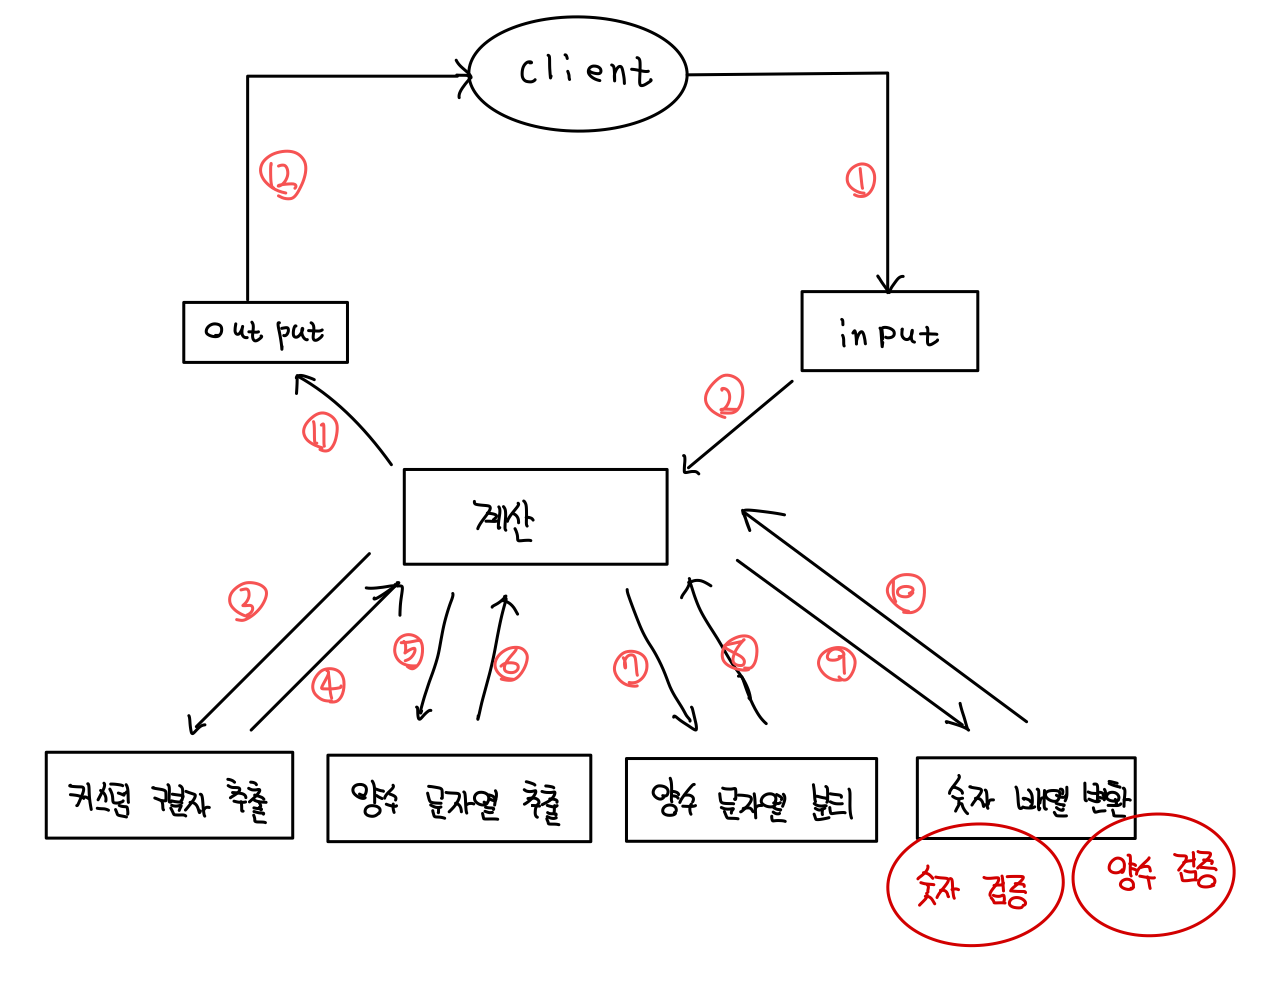 client
⑫
①
output
input
②
⑪
계산
③
④
⑤
⑥
⑦
⑧
⑨
⑩
커스텀 구분자 추출
양수 문자열 추출
양수 문자열 분리
숫자 배열 변환
숫자 검증
양수 검증